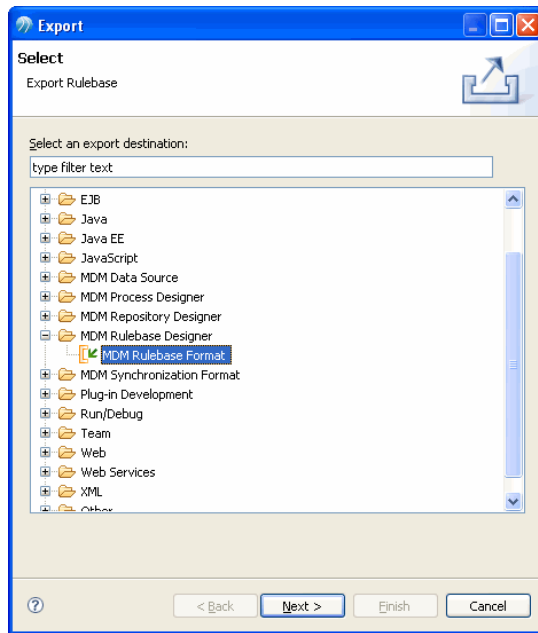 Export
Select
Export Rulebase
Select an export destination:
type filter text
EJB
Java
Java EE
JavaScript
MDM Data Source
MDM Process Designer
MDM Repository Designer
MDM Rulebase Designer
MDM Rulebase Format
MDM Synchronization Format
Plug-in Development
Run/Debug
Team
Web
Web Services
XML
Other
? < Back Next > Finish Cancel